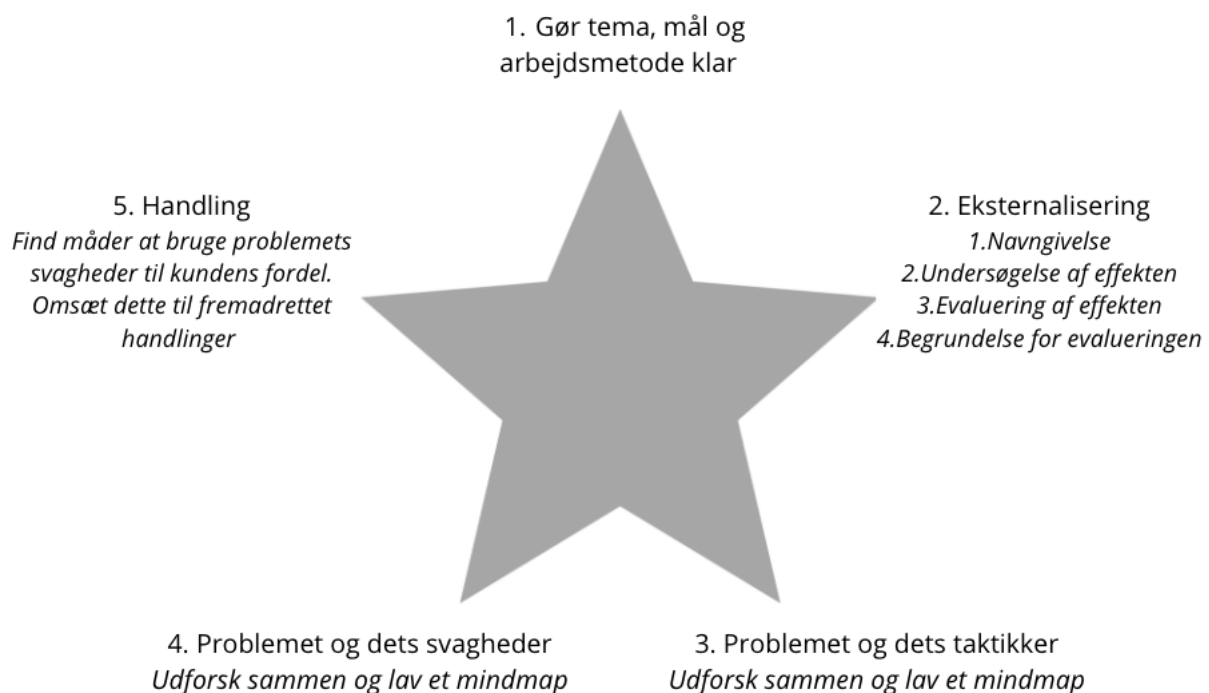 1. Gør tema, mål og
arbejdsmetode klar
2. Eksternalisering
1.Navngivelse
2.Undersøgelse af effekten
3.Evaluering af effekten
4.Begrundelse for evalueringen
3. Problemet og dets taktikker
Udforsk sammen og lav et mindmap
4. Problemet og dets svagheder
Udforsk sammen og lav et mindmap
5. Handling
Find måder at bruge problemets
svagheder til kundens fordel.
Omsæt dette til fremadrettet
handlinger